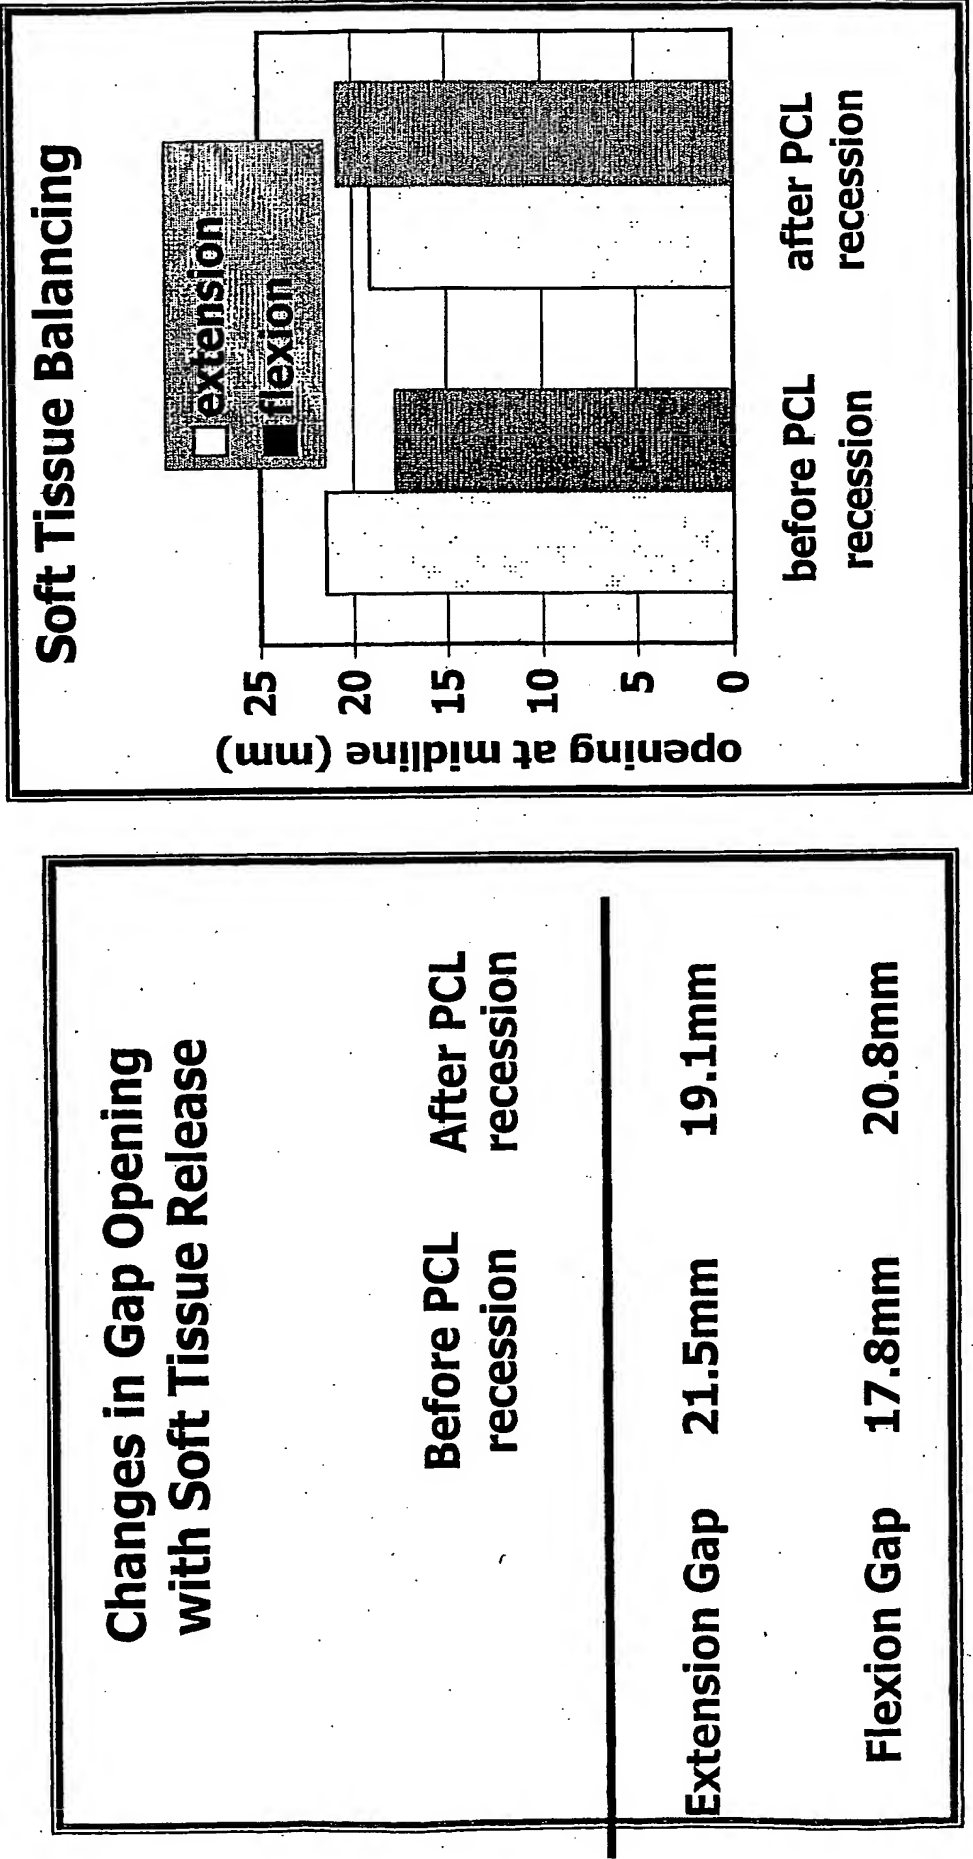 Changes in Gap Opening
with Soft Tissue Release
Before PCL After PCL
recession recession
Extension Gap 21.5mm 19.1mm
Flexion Gap 17.8mm 20.8mm
Soft Tissue Balancing
extension
flexion
opening at midline (mm)
25
20
15
10
5
0
before PCL
recession
after PCL
recession